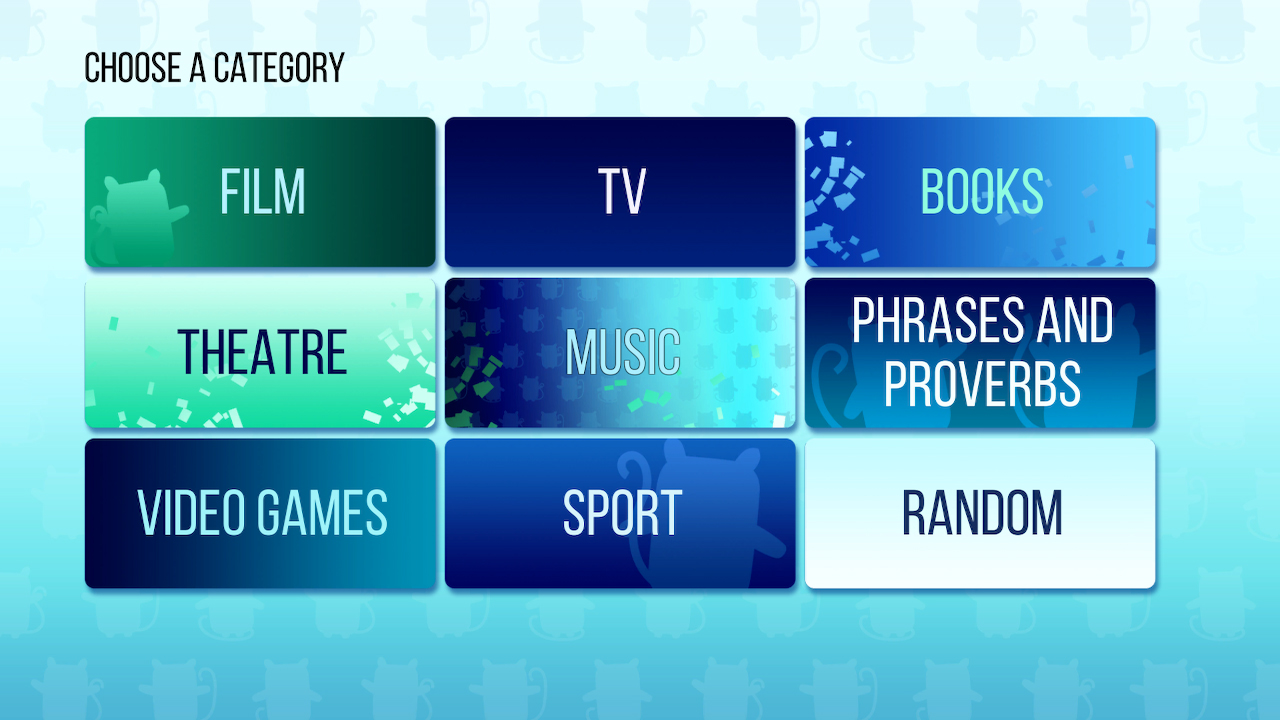 CHOOSE A CATEGORY
FILM
TV
BOOKS
THEATRE
MUSIC
PHRASES AND
PROVERBS
VIDEO GAMES
SPORT
RANDOM